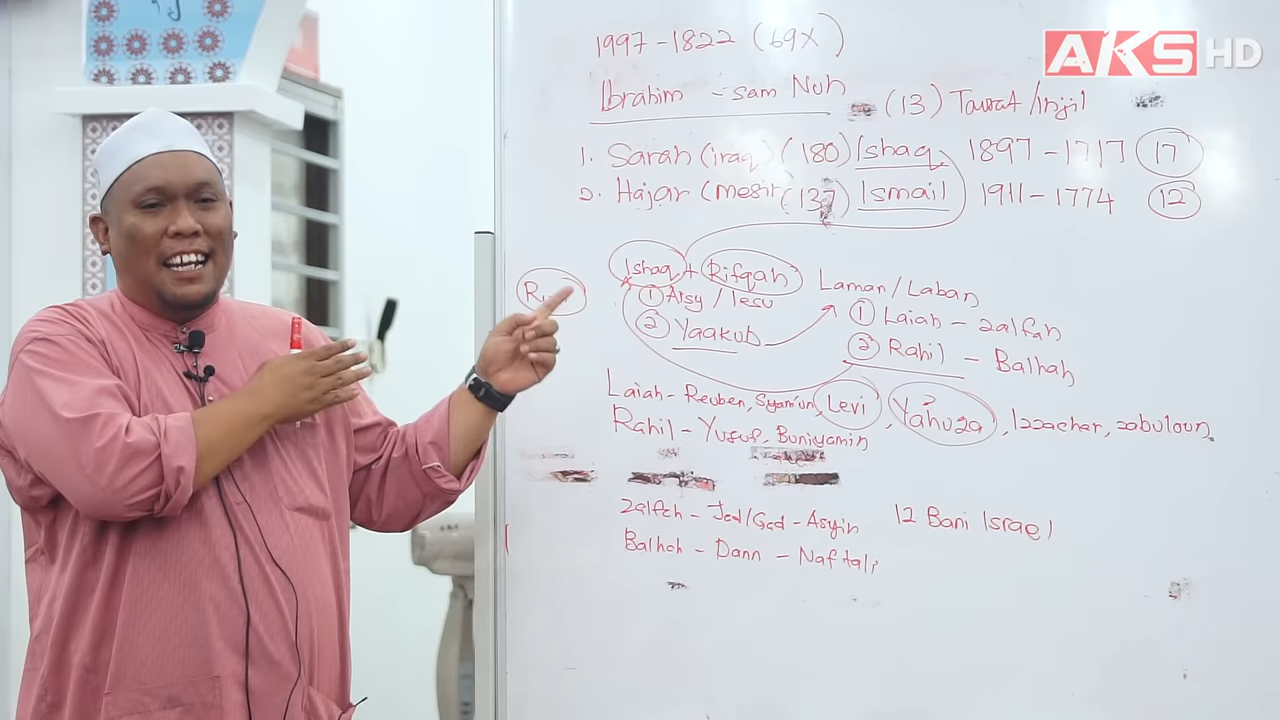 AKS HD
1997 - 1822 (69x)
Ibrahim - sam Nuh
(13) Taurat / Injil
1. Sarah (iraq) (180) Ishaq 1897 - 1717 17
2. Hajar (mesir) (137) Ismail 1911 - 1774 12
Ishaq + Rifqah
Laman / Laban
① Aisy / Iesu
① Laiah - zalfah
② Yaakub
② Rahil - Balhah
Laiah - Reuben, Syam'un, Levi, Yahuza, Izzachar, zabuloun,
Rahil - Yusuf, Buniyamin
Zalfah - Jad/Gad - Asyin
12 Bani Israel
Balhah - Dann - Naftali